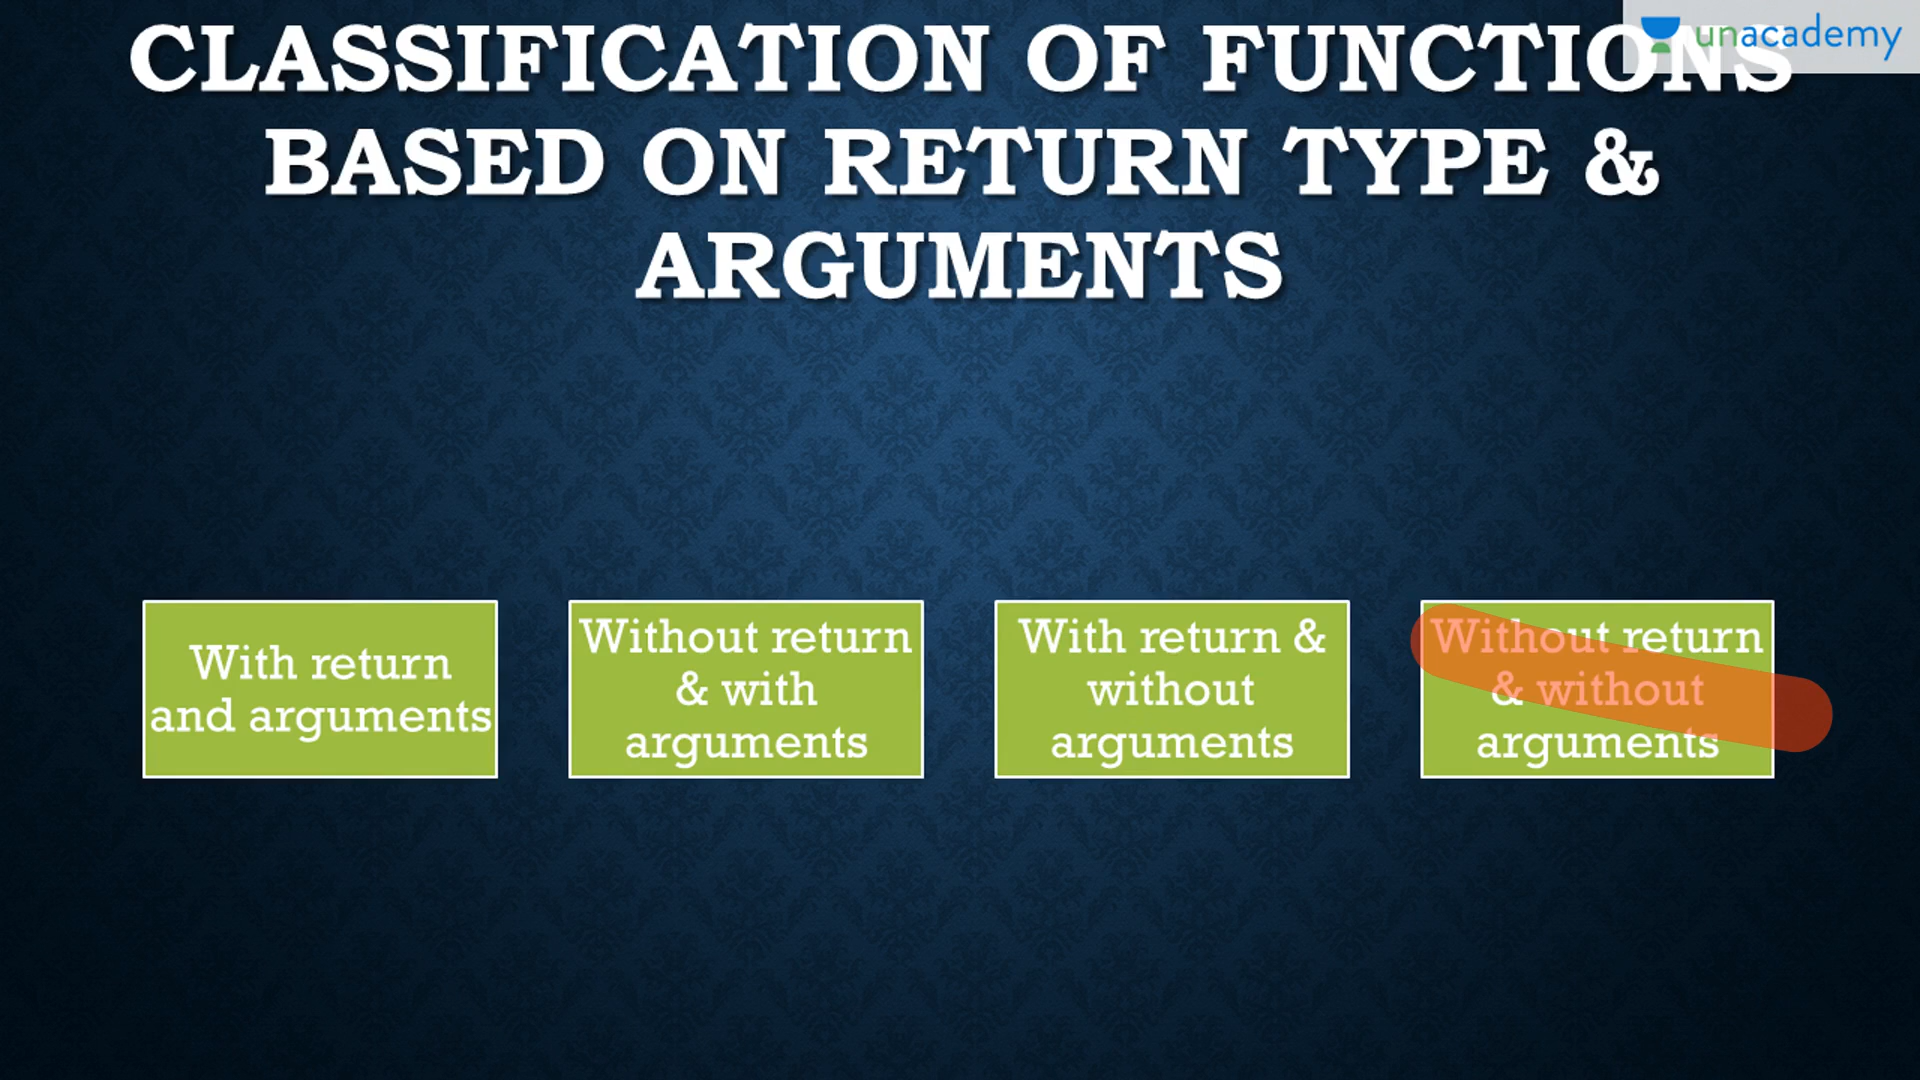 CLASSIFICATION OF FUNCTIONS
BASED ON RETURN TYPE &
ARGUMENTS
unacademy
With return
and arguments
Without return
& with
arguments
With return &
without
arguments
Without return
& without
arguments